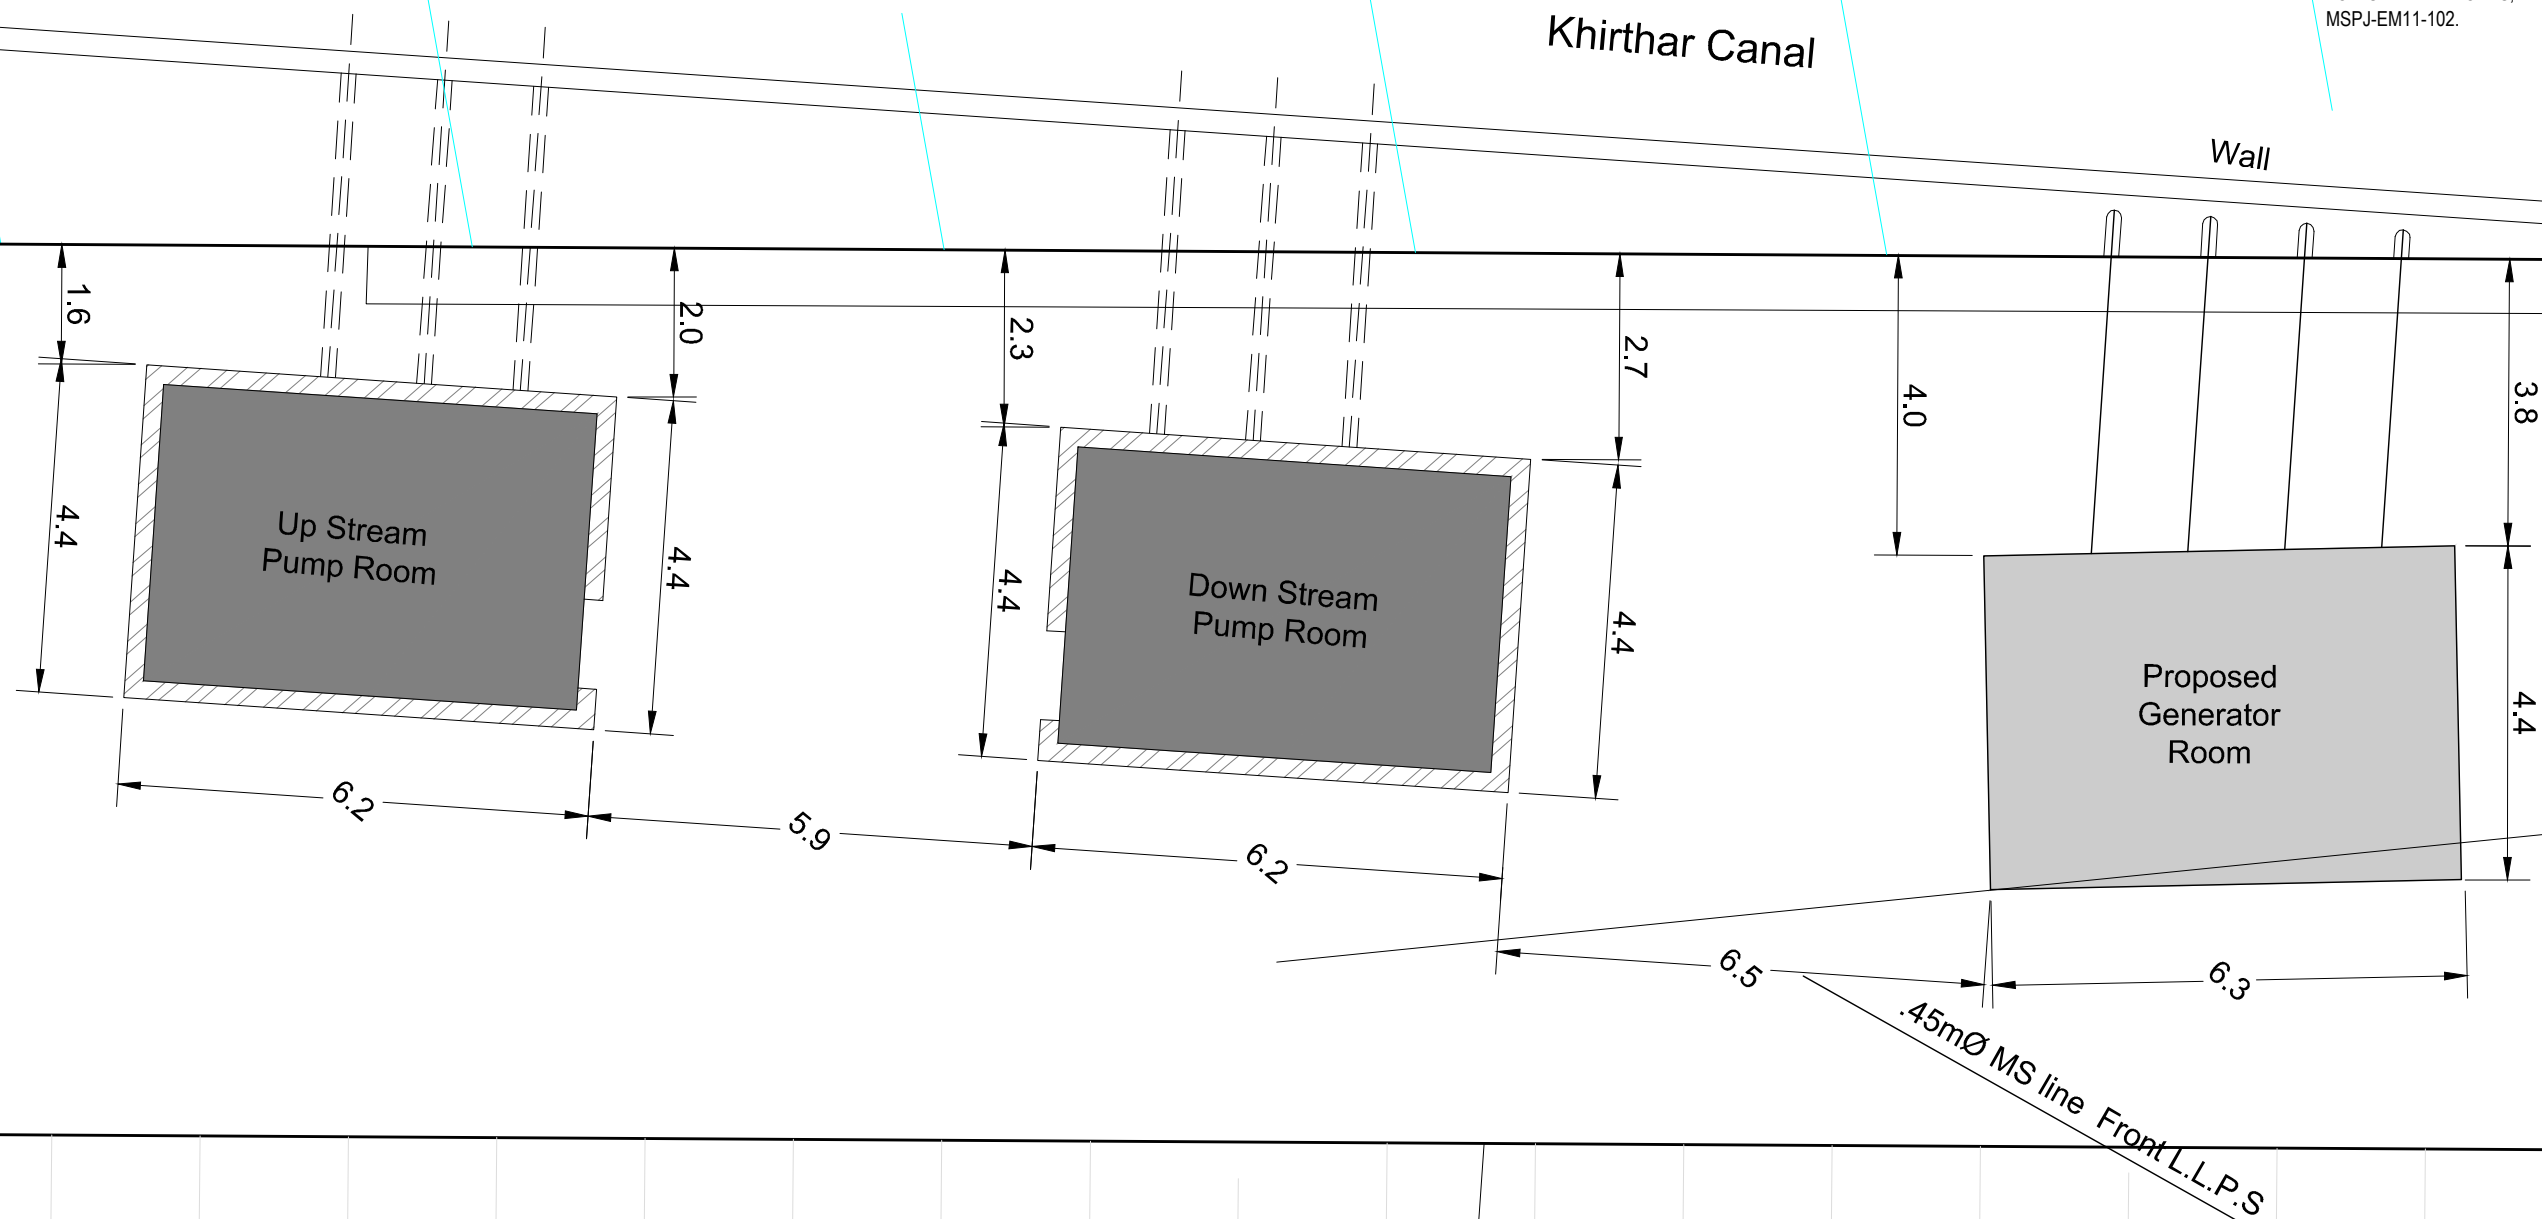 MSPJ-EM11-102.
Khirthar Canal
Wall
1.6
2.0
2.3
2.7
4.0
3.8
4.4
Up Stream
Pump Room
4.4
4.4
Down Stream
Pump Room
4.4
Proposed
Generator
Room
4.4
6.2
5.9
6.2
6.5
6.3
.45mØ MS line Front L.L.P.S